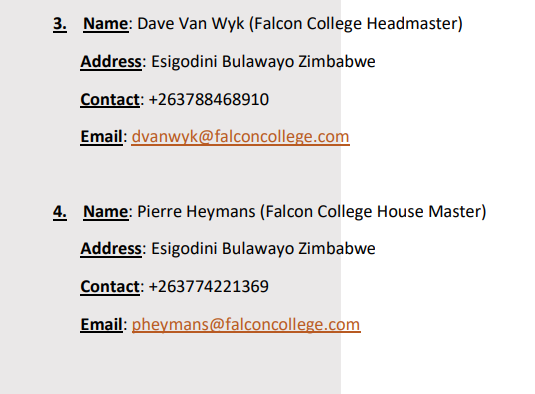 3. Name: Dave Van Wyk (Falcon College Headmaster)
Address: Esigodini Bulawayo Zimbabwe
Contact: +263788468910
Email: dvanwyk@falconcollege.com
4. Name: Pierre Heymans (Falcon College House Master)
Address: Esigodini Bulawayo Zimbabwe
Contact: +263774221369
Email: pheymans@falconcollege.com